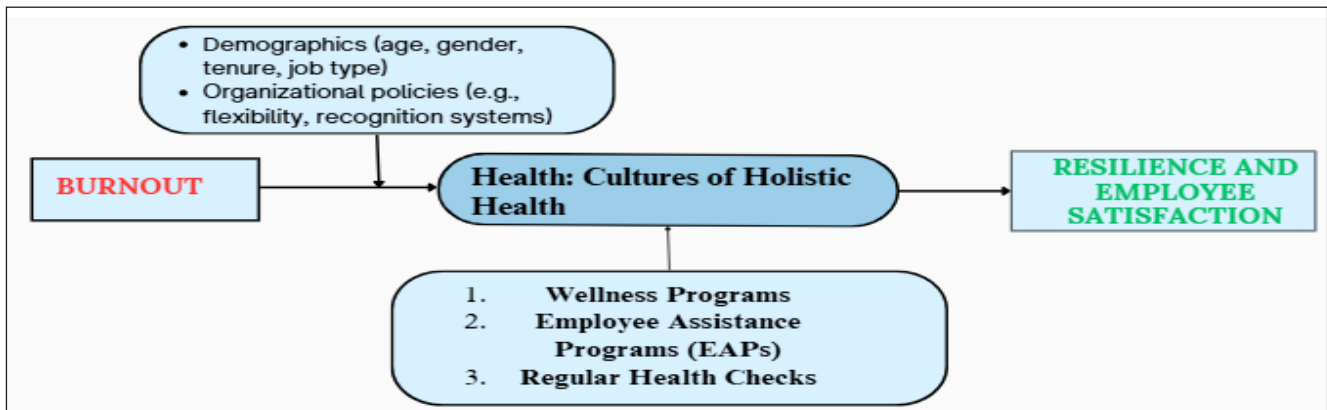 • Demographics (age, gender,
tenure, job type)
• Organizational policies (e.g.,
flexibility, recognition systems)
BURNOUT
Health: Cultures of Holistic
Health
RESILIENCE AND
EMPLOYEE
SATISFACTION
1. Wellness Programs
2. Employee Assistance
Programs (EAPs)
3. Regular Health Checks